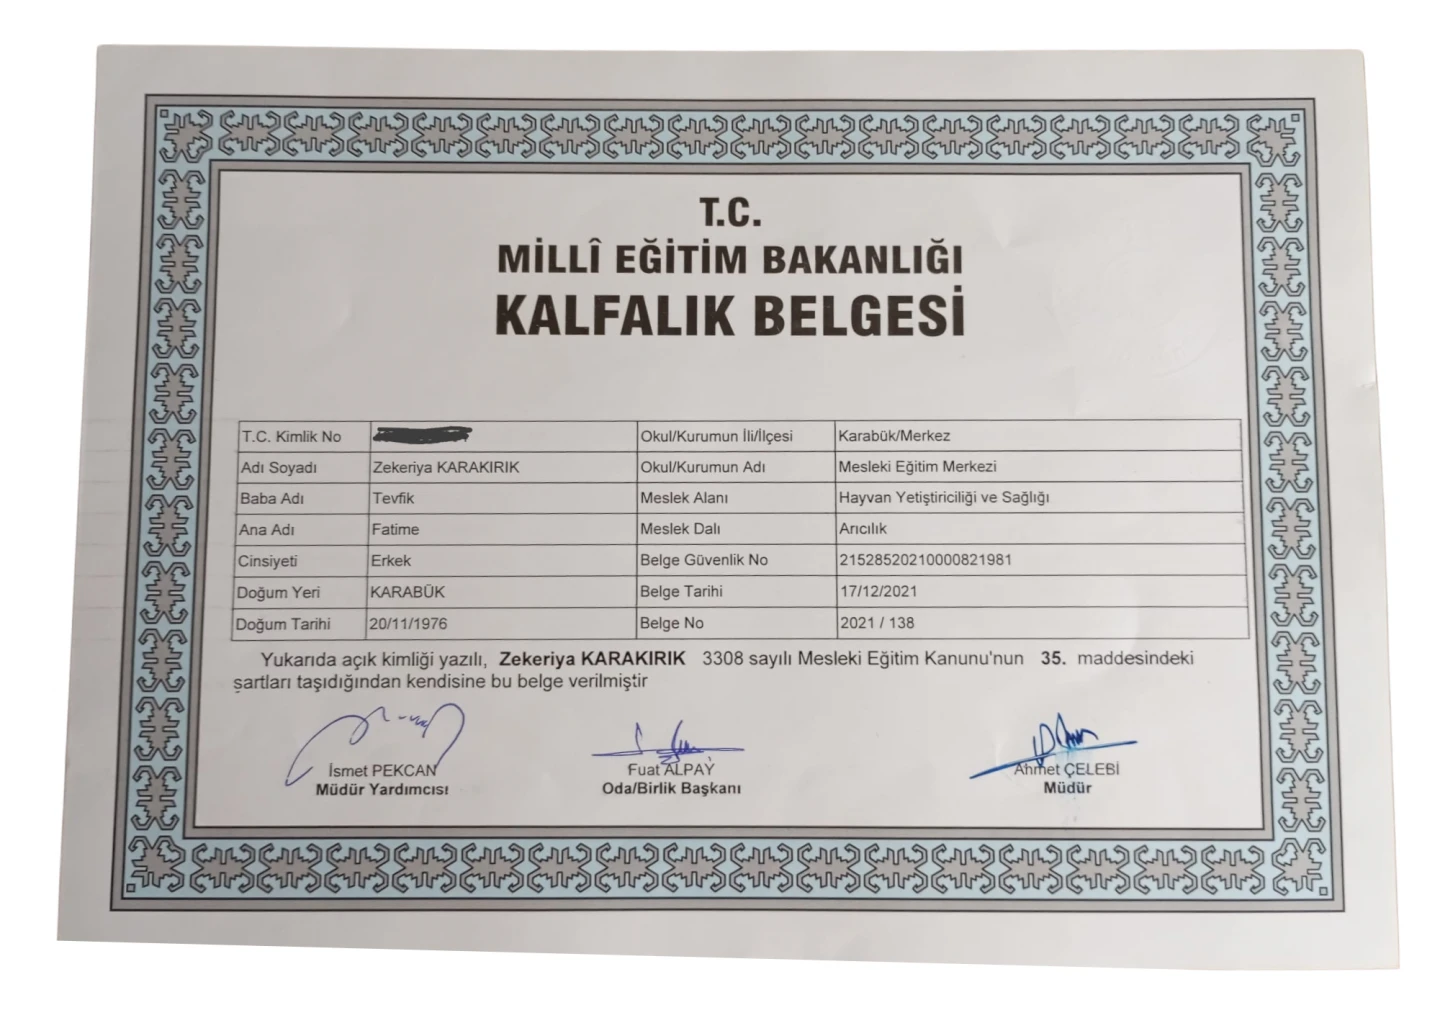 T.C.
MİLLÎ EĞİTİM BAKANLIĞI
KALFALIK BELGESİ
T.C. Kimlik No Okul/Kurumun İli/İlçesi Karabük/Merkez
Adı Soyadı Zekeriya KARAKIRIK Okul/Kurumun Adı Mesleki Eğitim Merkezi
Baba Adı Tevfik Meslek Alanı Hayvan Yetiştiriciliği ve Sağlığı
Ana Adı Fatime Meslek Dalı Arıcılık
Cinsiyeti Erkek Belge Güvenlik No 21528520210000821981
Doğum Yeri KARABÜK Belge Tarihi 17/12/2021
Doğum Tarihi 20/11/1976 Belge No 2021 / 138
Yukarıda açık kimliği yazılı, Zekeriya KARAKIRIK 3308 sayılı Mesleki Eğitim Kanunu'nun 35. maddesindeki
şartları taşıdığından kendisine bu belge verilmiştir
İsmet PEKCAN Fuat ALPAY Ahmet ÇELEBİ
Müdür Yardımcısı Oda/Birlik Başkanı Müdür